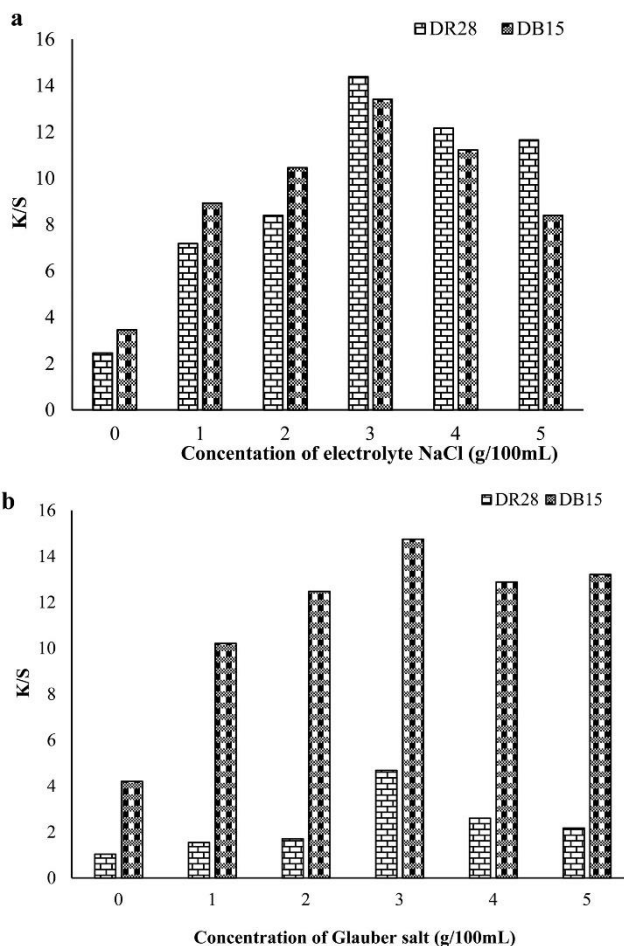 a
DR28 DB15
16
14
12
10
8
6
4
2
0
K/S
0 1 2 3 4 5
Concentation of electrolyte NaCl (g/100mL)
b
DR28 DB15
16
14
12
10
8
6
4
2
0
K/S
0 1 2 3 4 5
Concentration of Glauber salt (g/100mL)